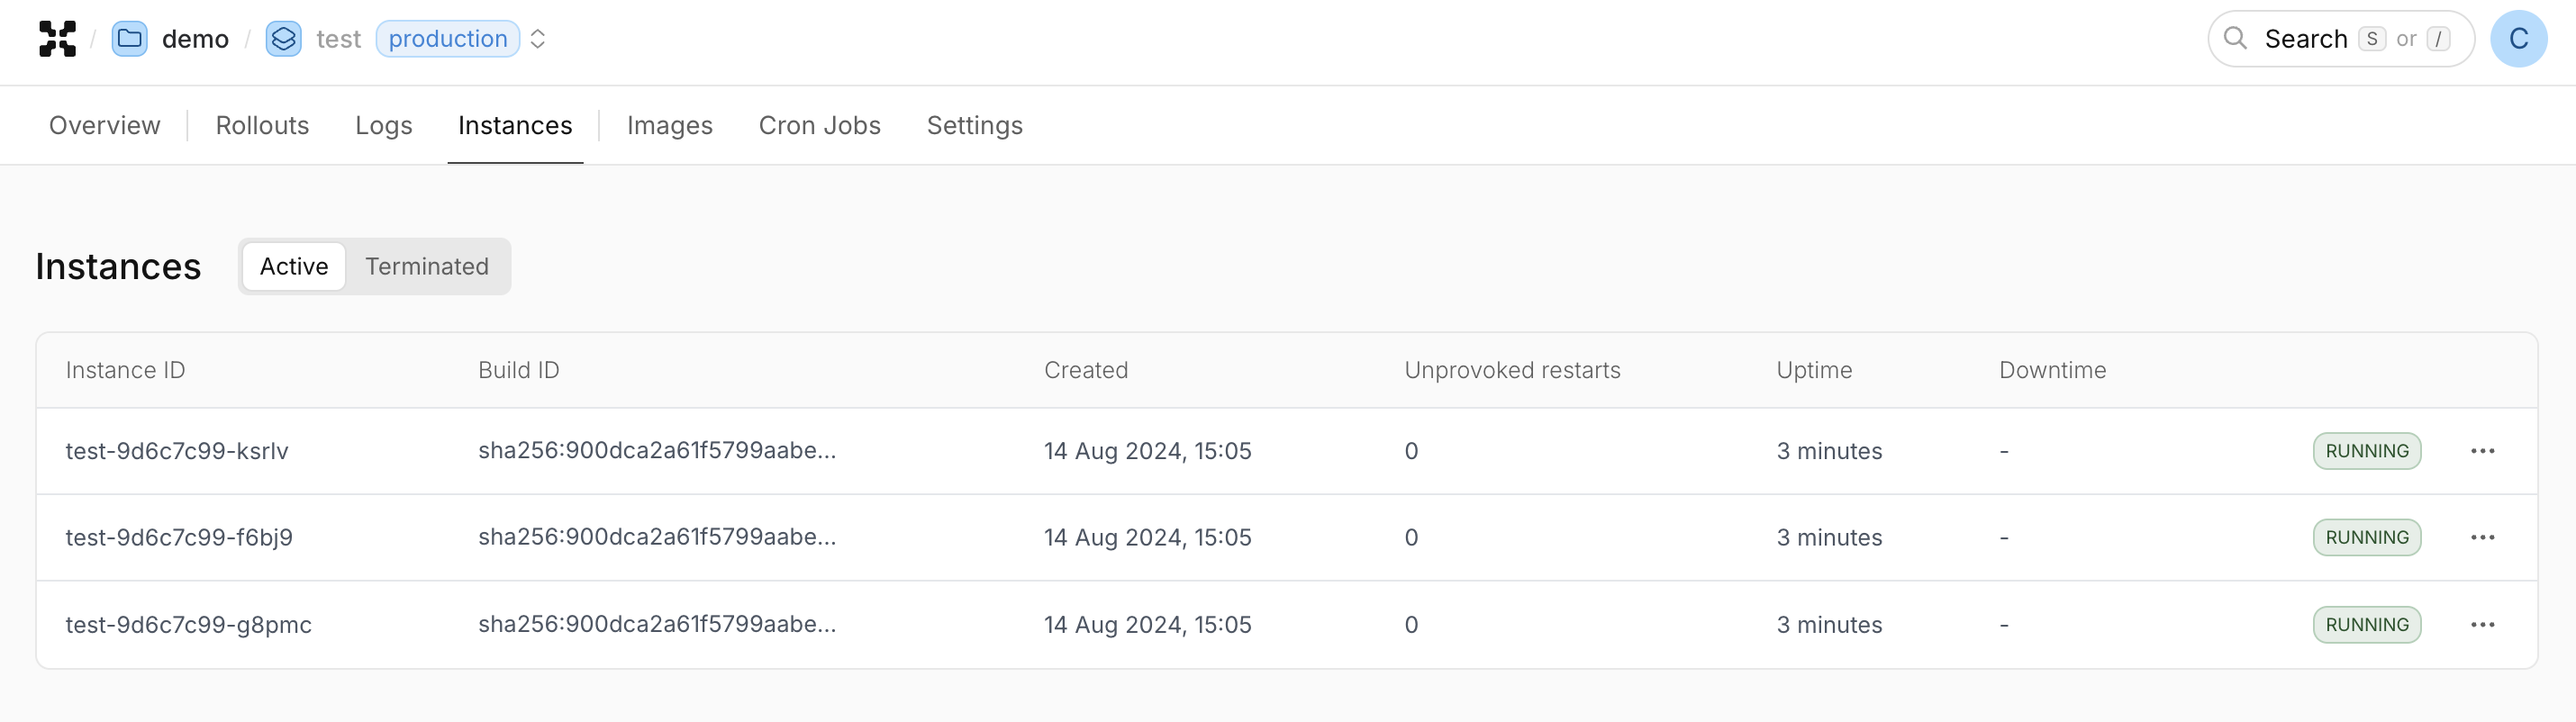 / demo / test production Search S or / C
Overview Rollouts Logs Instances Images Cron Jobs Settings
Instances Active Terminated
Instance ID Build ID Created Unprovoked restarts Uptime Downtime
test-9d6c7c99-ksrlv sha256:900dca2a61f5799aabe... 14 Aug 2024, 15:05 0 3 minutes - RUNNING ...
test-9d6c7c99-f6bj9 sha256:900dca2a61f5799aabe... 14 Aug 2024, 15:05 0 3 minutes - RUNNING ...
test-9d6c7c99-g8pmc sha256:900dca2a61f5799aabe... 14 Aug 2024, 15:05 0 3 minutes - RUNNING ...